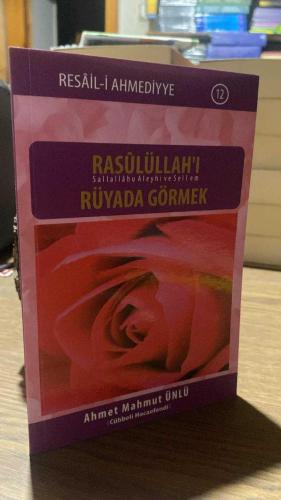 RESÂİL-İ AHMEDİYYE
12
RASÛLÜLLAH'I
Sallallâhu Aleyhi ve Sellem
RÜYADA GÖRMEK
Ahmet Mahmut ÜNLÜ
(Cübbeli Hocaefendi)